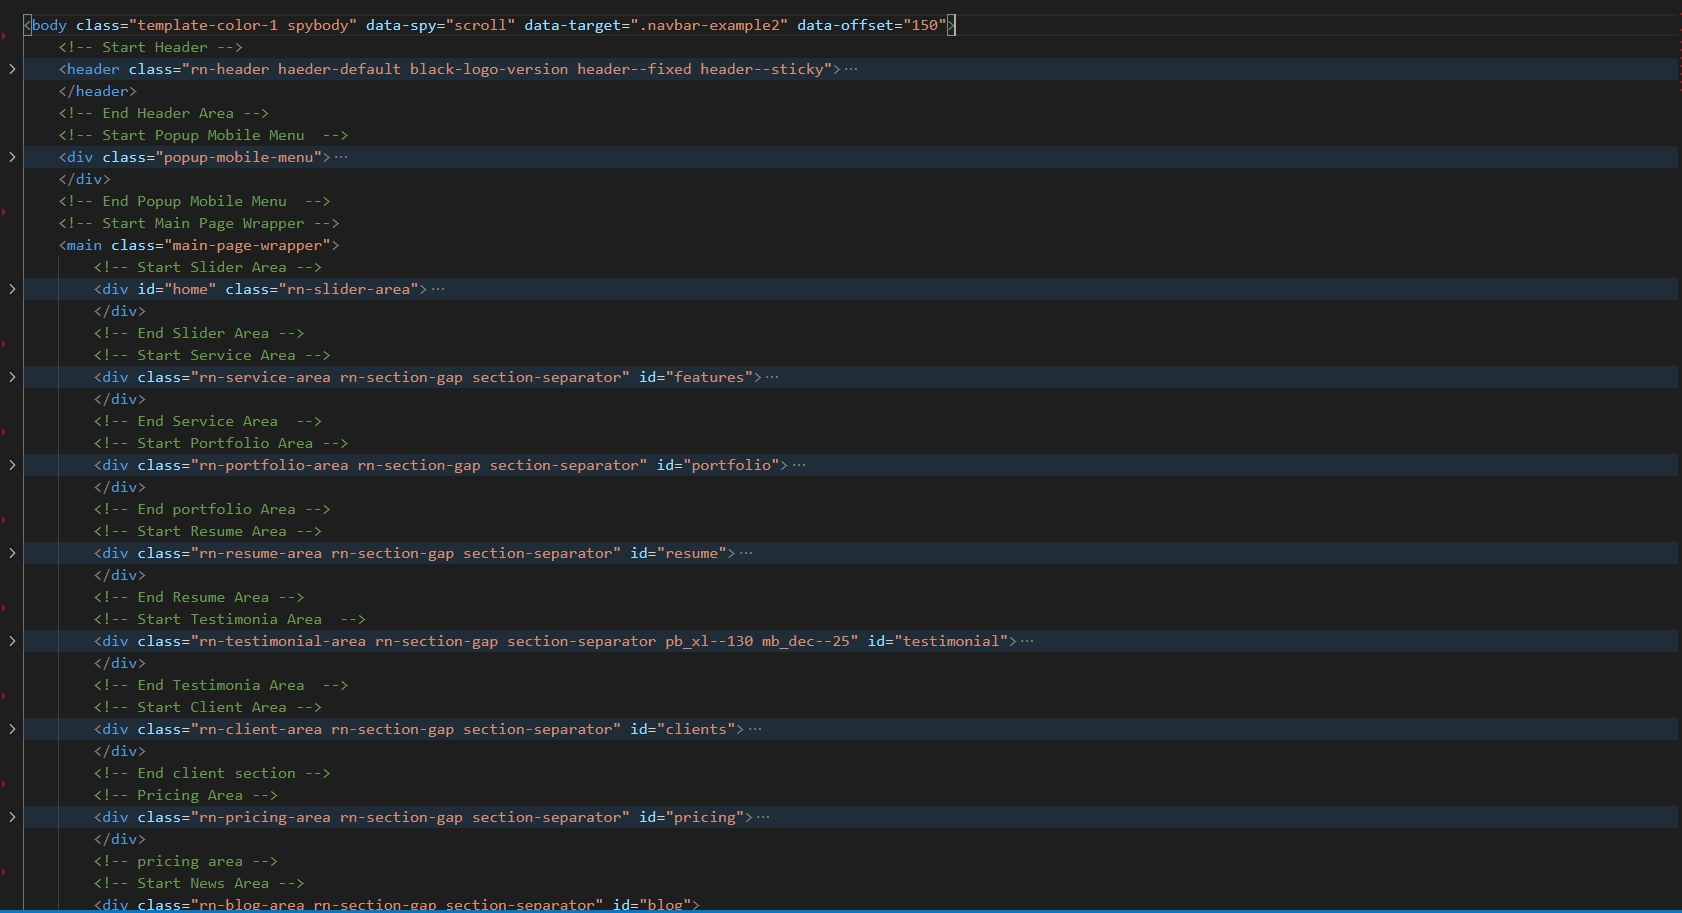 <body class="template-color-1 spybody" data-spy="scroll" data-target=".navbar-example2" data-offset="150">
<!-- Start Header -->
<header class="rn-header haeder-default black-logo-version header--fixed header--sticky">···
</header>
<!-- End Header Area -->
<!-- Start Popup Mobile Menu  -->
<div class="popup-mobile-menu">···
</div>
<!-- End Popup Mobile Menu  -->
<!-- Start Main Page Wrapper -->
<main class="main-page-wrapper">
<!-- Start Slider Area -->
<div id="home" class="rn-slider-area">···
</div>
<!-- End Slider Area -->
<!-- Start Service Area -->
<div class="rn-service-area rn-section-gap section-separator" id="features">···
</div>
<!-- End Service Area  -->
<!-- Start Portfolio Area -->
<div class="rn-portfolio-area rn-section-gap section-separator" id="portfolio">···
</div>
<!-- End portfolio Area -->
<!-- Start Resume Area -->
<div class="rn-resume-area rn-section-gap section-separator" id="resume">···
</div>
<!-- End Resume Area -->
<!-- Start Testimonia Area  -->
<div class="rn-testimonial-area rn-section-gap section-separator pb_xl--130 mb_dec--25" id="testimonial">···
</div>
<!-- End Testimonia Area  -->
<!-- Start Client Area -->
<div class="rn-client-area rn-section-gap section-separator" id="clients">···
</div>
<!-- End client section -->
<!-- Pricing Area -->
<div class="rn-pricing-area rn-section-gap section-separator" id="pricing">···
</div>
<!-- pricing area -->
<!-- Start News Area -->
<div class="rn-blog-area rn-section-gap section-separator" id="blog">